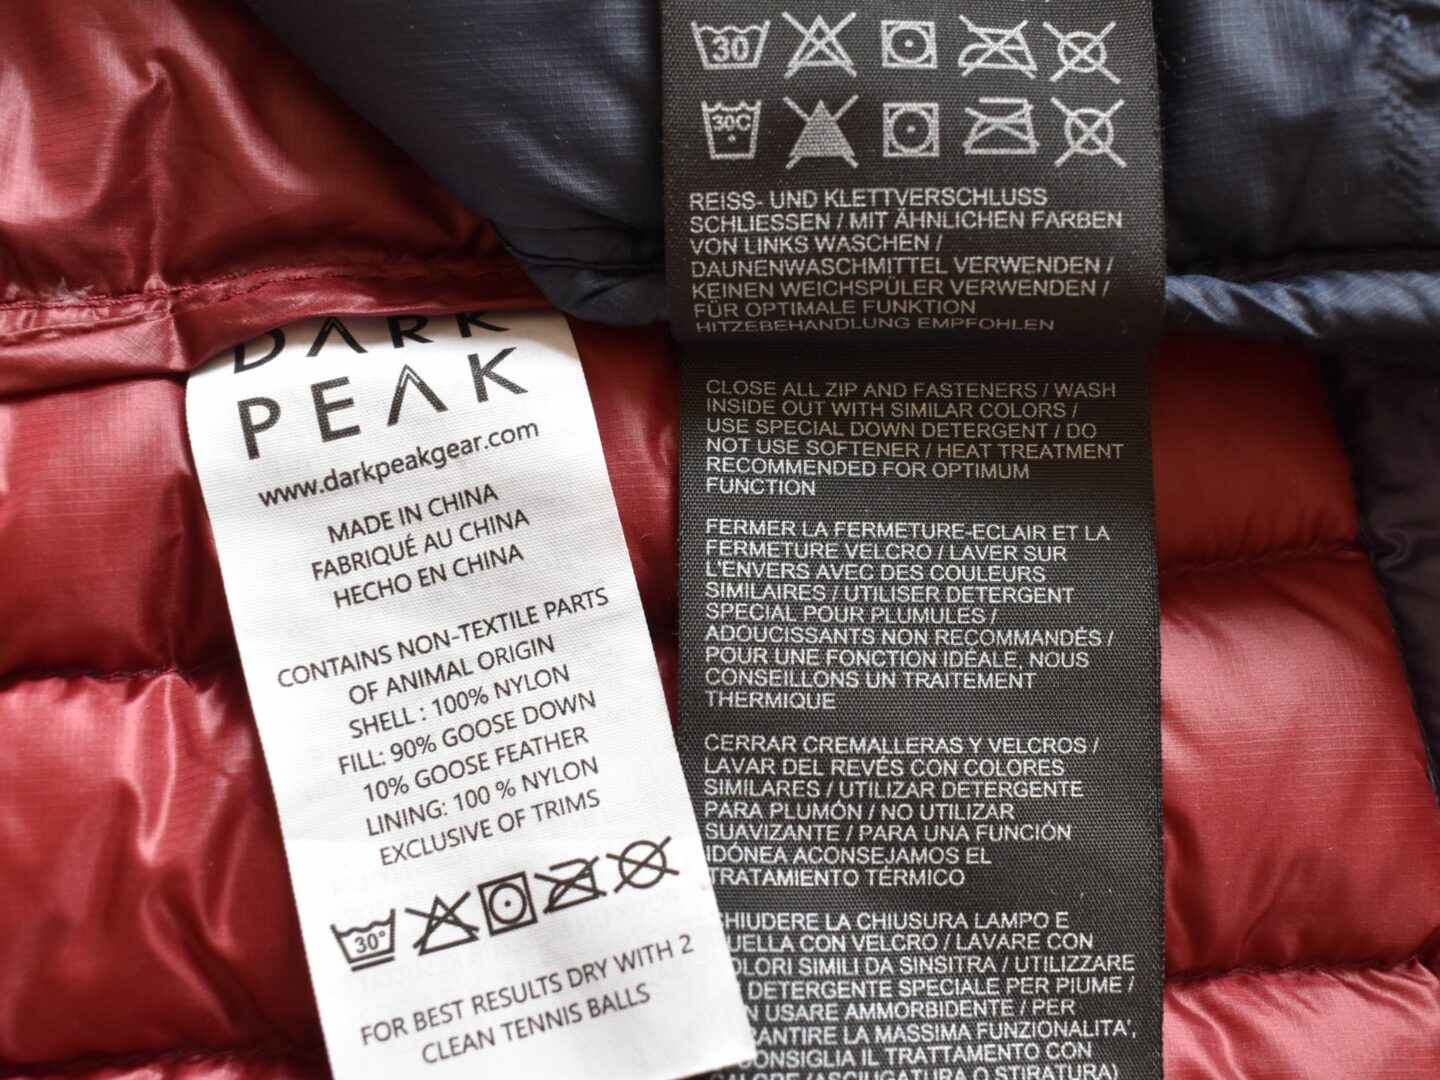 DARK
PEAK
www.darkpeakgear.com
MADE IN CHINA
FABRIQUÉ AU CHINA
HECHO EN CHINA
CONTAINS NON-TEXTILE PARTS
OF ANIMAL ORIGIN
SHELL : 100% NYLON
FILL: 90% GOOSE DOWN
10% GOOSE FEATHER
LINING: 100 % NYLON
EXCLUSIVE OF TRIMS
30°
FOR BEST RESULTS DRY WITH 2
CLEAN TENNIS BALLS
30
30C
REISS- UND KLETTVERSCHLUSS
SCHLIESSEN / MIT ÄHNLICHEN FARBEN
VON LINKS WASCHEN /
DAUNENWASCHMITTEL VERWENDEN /
KEINEN WEICHSPÜLER VERWENDEN /
FÜR OPTIMALE FUNKTION
HITZEBEHANDLUNG EMPFOHLEN
CLOSE ALL ZIP AND FASTENERS / WASH
INSIDE OUT WITH SIMILAR COLORS /
USE SPECIAL DOWN DETERGENT / DO
NOT USE SOFTENER / HEAT TREATMENT
RECOMMENDED FOR OPTIMUM
FUNCTION
FERMER LA FERMETURE-ECLAIR ET LA
FERMETURE VELCRO / LAVER SUR
L'ENVERS AVEC DES COULEURS
SIMILAIRES / UTILISER DETERGENT
SPECIAL POUR PLUMULES /
ADOUCISSANTS NON RECOMMANDÉS /
POUR UNE FONCTION IDÉALE, NOUS
CONSEILLONS UN TRAITEMENT
THERMIQUE
CERRAR CREMALLERAS Y VELCROS /
LAVAR DEL REVÉS CON COLORES
SIMILARES / UTILIZAR DETERGENTE
PARA PLUMÓN / NO UTILIZAR
SUAVIZANTE / PARA UNA FUNCIÓN
IDÓNEA ACONSEJAMOS EL
TRATAMIENTO TÉRMICO
HIUDERE LA CHIUSURA LAMPO E
UELLA CON VELCRO / LAVARE CON
OLORI SIMILI DA SINSITRA / UTILIZZARE
DETERGENTE SPECIALE PER PIUME /
N USARE AMMORBIDENTE / PER
ANTIRE LA MASSIMA FUNZIONALITA',
ONSIGLIA IL TRATTAMENTO CON
ALORE (ASCIUGATURA O STIRATURA)